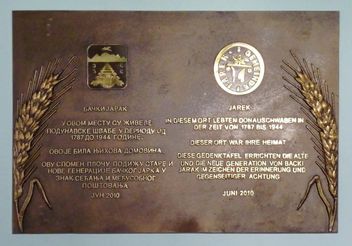 БАЧКИ ЈАРАК
У ОВОМ МЕСТУ СУ ЖИВЕЛЕ
ПОДУНАВСКЕ ШВАБЕ У ПЕРИОДУ ОД
1787 ДО 1944 ГОДИНЕ.
ОВО ЈЕ БИЛА ЊИХОВА ДОМОВИНА
ОВУ СПОМЕН ПЛОЧУ ПОДИЖУ СТАРЕ И
НОВЕ ГЕНЕРАЦИЈЕ БАЧКОГ ЈАРКА У
ЗНАК СЕЋАЊА И МЕЂУСОБНОГ
ПОШТОВАЊА
ЈУН 2010
JAREK
IN DIESEM ORT LEBTEN DONAUSCHWABEN IN
DER ZEIT VON 1787 BIS 1944
DIESER ORT WAR IHRE HEIMAT
DIESE GEDENKTAFEL ERRICHTEN DIE ALTE
UND DIE NEUE GENERATION VON BACKI
JARAK IM ZEICHEN DER ERINNERUNG UND
GEGENSEITIGER ACHTUNG
JUNI 2010